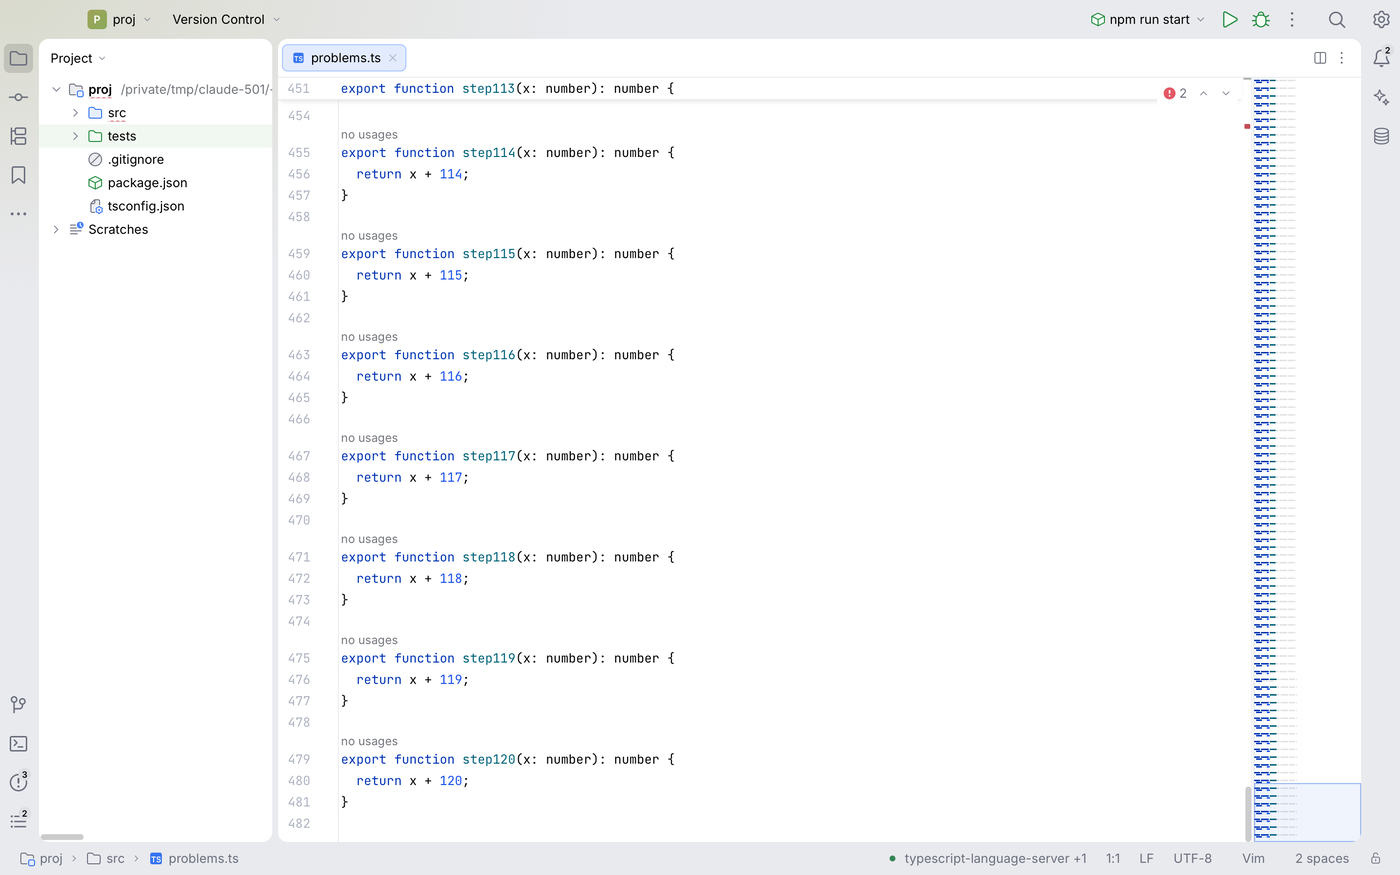 P proj Version Control npm run start
Project
problems.ts
proj /private/tmp/claude-501/-
src
tests
.gitignore
package.json
tsconfig.json
Scratches
451 export function step113(x: number): number {
2
454
no usages
455 export function step114(x: number): number {
456 return x + 114;
457 }
458
no usages
459 export function step115(x: number): number {
460 return x + 115;
461 }
462
no usages
463 export function step116(x: number): number {
464 return x + 116;
465 }
466
no usages
467 export function step117(x: number): number {
468 return x + 117;
469 }
470
no usages
471 export function step118(x: number): number {
472 return x + 118;
473 }
474
no usages
475 export function step119(x: number): number {
476 return x + 119;
477 }
478
no usages
479 export function step120(x: number): number {
480 return x + 120;
481 }
482
2
3
2
proj src TS problems.ts typescript-language-server +1 1:1 LF UTF-8 Vim 2 spaces